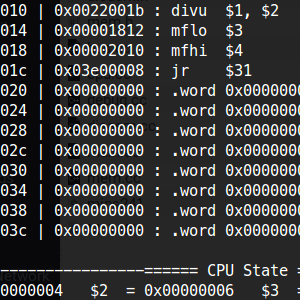 010 | 0x0022001b : divu $1, $2
014 | 0x00001812 : mflo $3
018 | 0x00002010 : mfhi $4
01c | 0x03e00008 : jr $31
020 | 0x00000000 : .word 0x0000000
024 | 0x00000000 : .word 0x0000000
028 | 0x00000000 : .word 0x0000000
02c | 0x00000000 : .word 0x0000000
030 | 0x00000000 : .word 0x0000000
034 | 0x00000000 : .word 0x0000000
038 | 0x00000000 : .word 0x0000000
03c | 0x00000000 : .word 0x0000000
====================== CPU State =
0000004 $2 = 0x00000006 $3 =